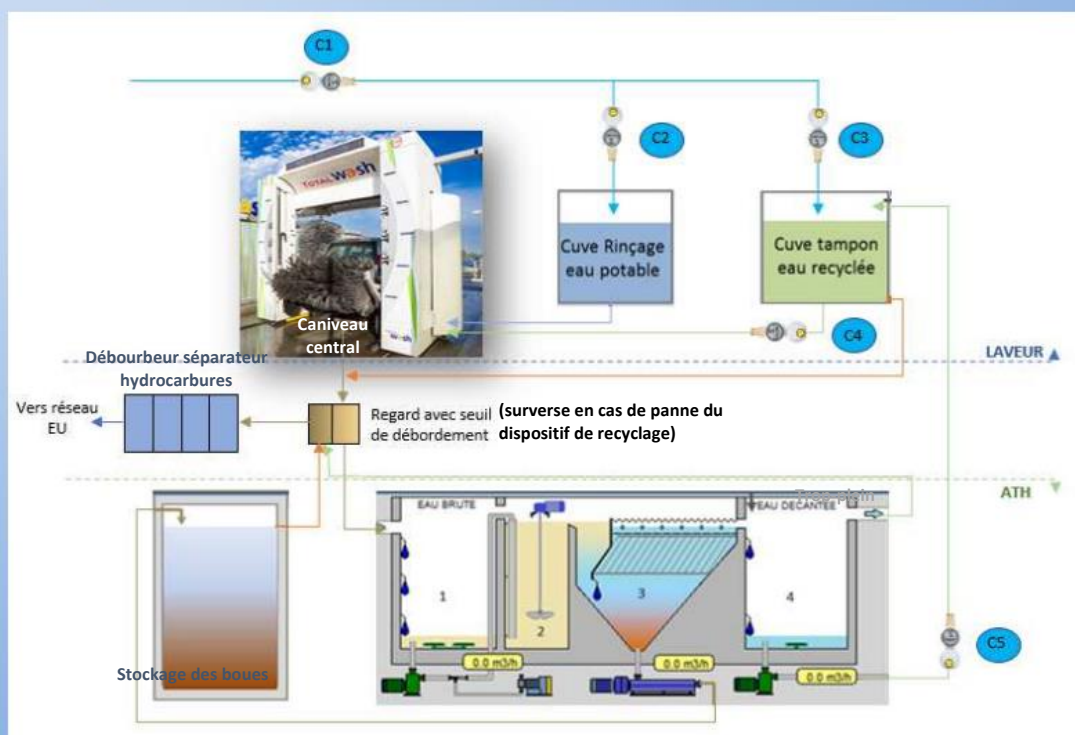 C1
C2
C3
TOTAL wash
Cuve Rinçage
eau potable
Cuve tampon
eau recyclée
wash
Caniveau
central
C4
LAVEUR
Débourbeur séparateur
hydrocarbures
Vers réseau
EU
Regard avec seuil
de débordement
(surverse en cas de panne du
dispositif de recyclage)
ATH
EAU BRUTE
Trop plein
EAU DÉCANTÉE
1
2
3
4
Stockage des boues
0.0 m3/h
0.0 m3/h
0.0 m3/h
C5